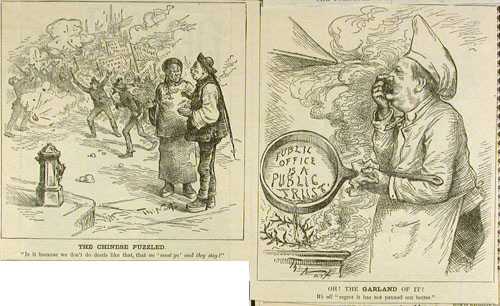 THE CHINESE PUZZLED.
"Is it because we don't do deeds like that, that we 'must go' and they stay?"
PUBLIC
OFFICE
IS A
PUBLIC
TRUST
OH! THE GARLAND OF IT!
It's all "regret it has not panned out better."